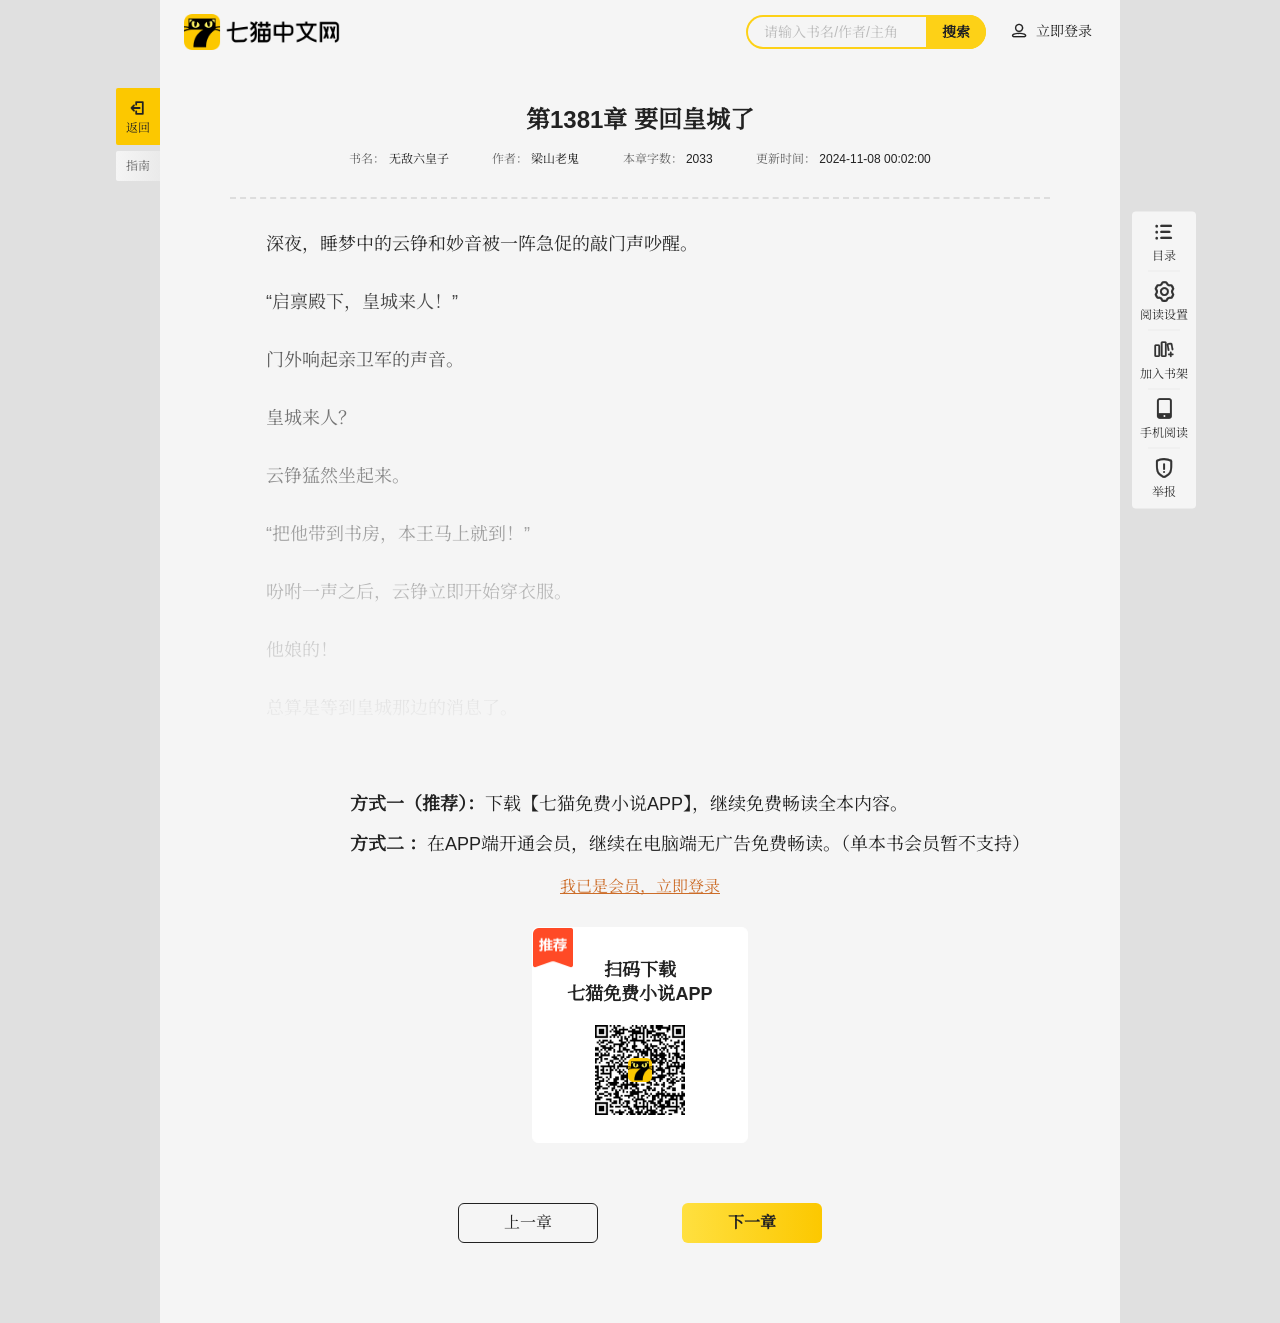 七猫中文网
请输入书名/作者/主角
搜索
立即登录
返回
指南
第1381章 要回皇城了
书名： 无敌六皇子 作者： 梁山老鬼 本章字数： 2033 更新时间： 2024-11-08 00:02:00
深夜，睡梦中的云铮和妙音被一阵急促的敲门声吵醒。
“启禀殿下，皇城来人！”
门外响起亲卫军的声音。
皇城来人？
云铮猛然坐起来。
“把他带到书房，本王马上就到！”
吩咐一声之后，云铮立即开始穿衣服。
他娘的！
总算是等到皇城那边的消息了。
目录
阅读设置
加入书架
手机阅读
举报
方式一（推荐）：下载【七猫免费小说APP】，继续免费畅读全本内容。
方式二 ：在APP端开通会员，继续在电脑端无广告免费畅读。（单本书会员暂不支持）
我已是会员，立即登录
推荐
扫码下载
七猫免费小说APP
上一章
下一章